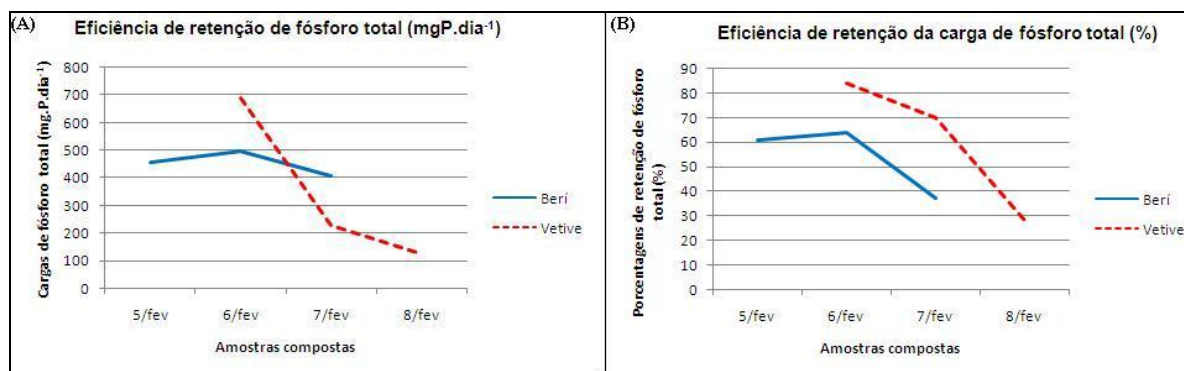 (A)
Eficiência de retenção de fósforo total (mgP.dia-1)
Cargas de fósforo total (mg.P.dia-1)
800
700
600
500
400
300
200
100
0
5/fev 6/fev 7/fev 8/fev
Amostras compostas
Berí
Vetive
(B)
Eficiência de retenção da carga de fósforo total (%)
Porcentagens de retenção de fósforo
total (%)
90
80
70
60
50
40
30
20
10
0
5/fev 6/fev 7/fev 8/fev
Amostras compostas
Berí
Vetive